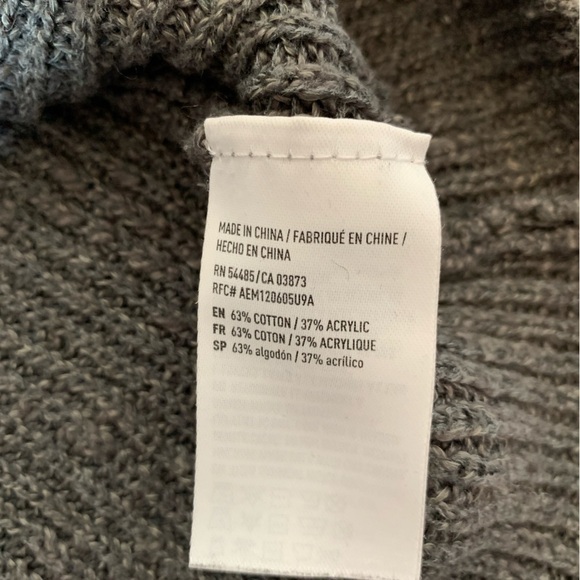 MADE IN CHINA / FABRIQUÉ EN CHINE /
HECHO EN CHINA
RN 54485/CA 03873
RFC# AEM120605U9A
EN 63% COTTON / 37% ACRYLIC
FR 63% COTON / 37% ACRYLIQUE
SP 63% algodón / 37% acrílico